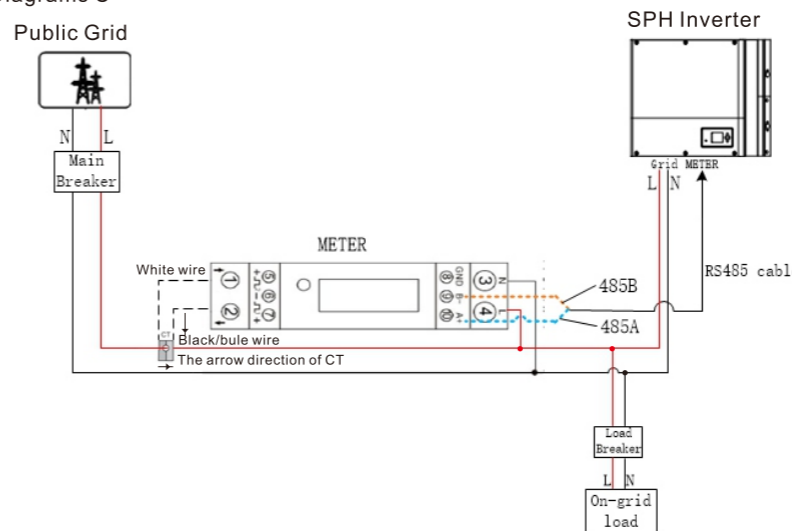 Public Grid
SPH Inverter
N L
Main
Breaker
Grid METER
L N
METER
RS485 cabl
White wire
1
2
5
6
7
8
9
10
GND
B-
A+
3 N
4 L
485B
485A
CT
Black/bule wire
The arrow direction of CT
Load
Breaker
L N
On-grid
load